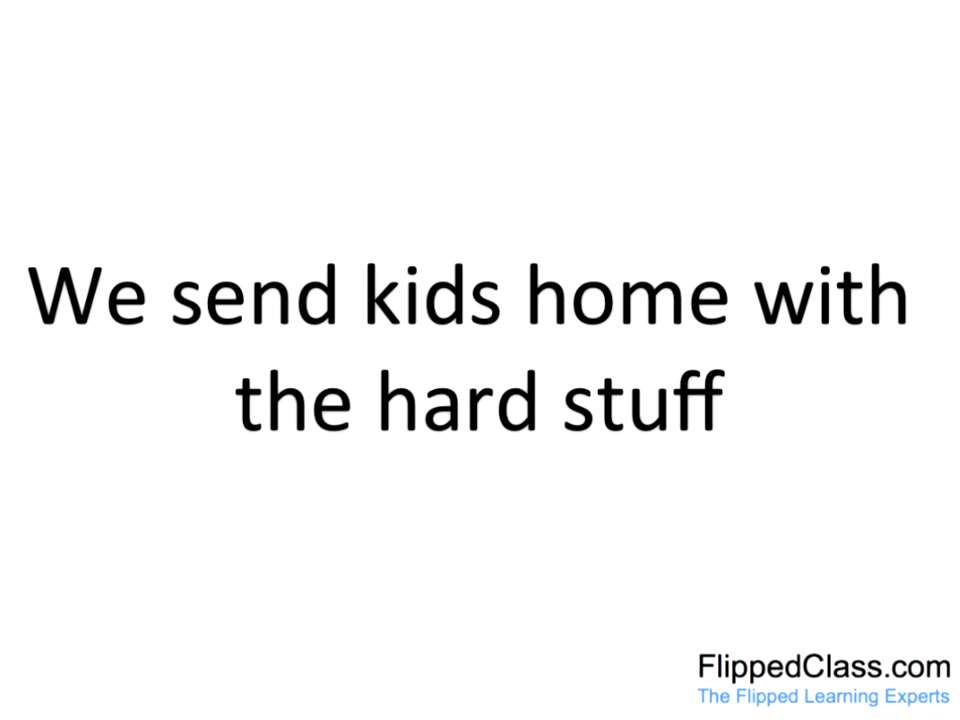 We send kids home with
the hard stuff
FlippedClass.com
The Flipped Learning Experts